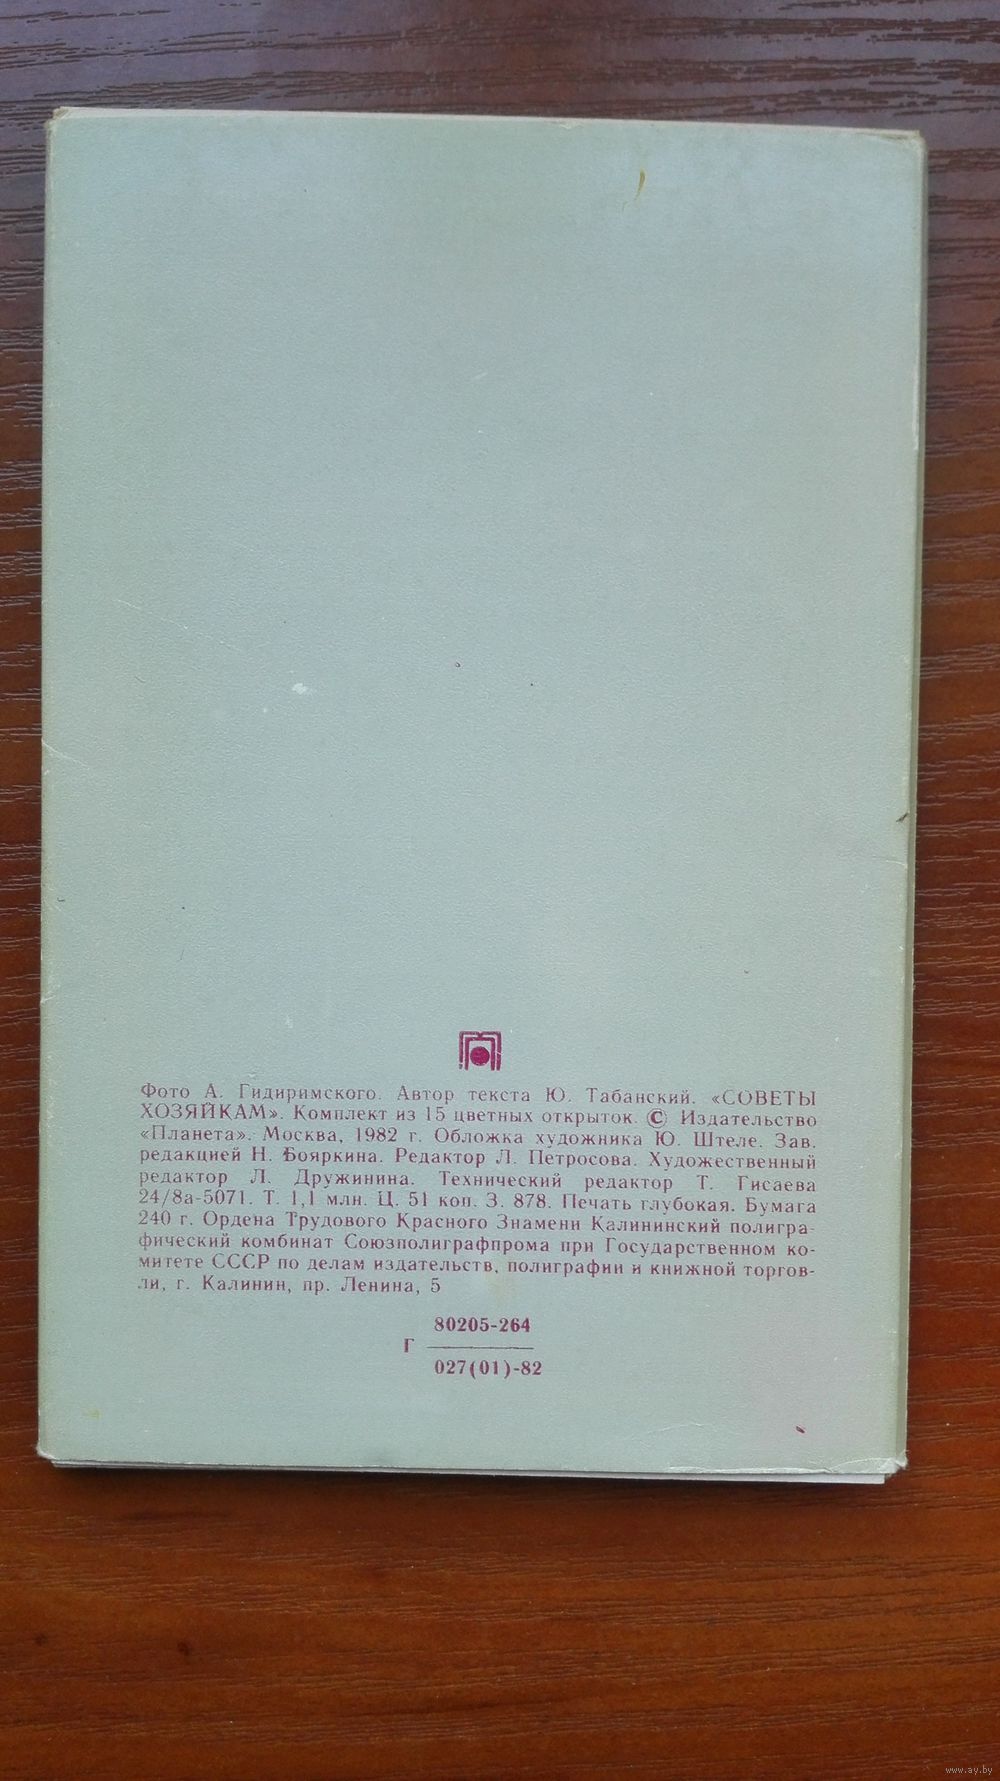 Фото А. Гидиримского. Автор текста Ю. Табанский. «СОВЕТЫ
ХОЗЯЙКАМ». Комплект из 15 цветных открыток. © Издательство
«Планета». Москва, 1982 г. Обложка художника Ю. Штеле. Зав.
редакцией Н. Бояркина. Редактор Л. Петросова. Художественный
редактор Л. Дружинина. Технический редактор Т. Гисаева
24/8а-5071. Т. 1,1 млн. Ц. 51 коп. З. 878. Печать глубокая. Бумага
240 г. Ордена Трудового Красного Знамени Калининский полигра-
фический комбинат Союзполиграфпрома при Государственном ко-
митете СССР по делам издательств, полиграфии и книжной торгов-
ли, г. Калинин, пр. Ленина, 5
80205-264
Г
027(01)-82
www.ay.by